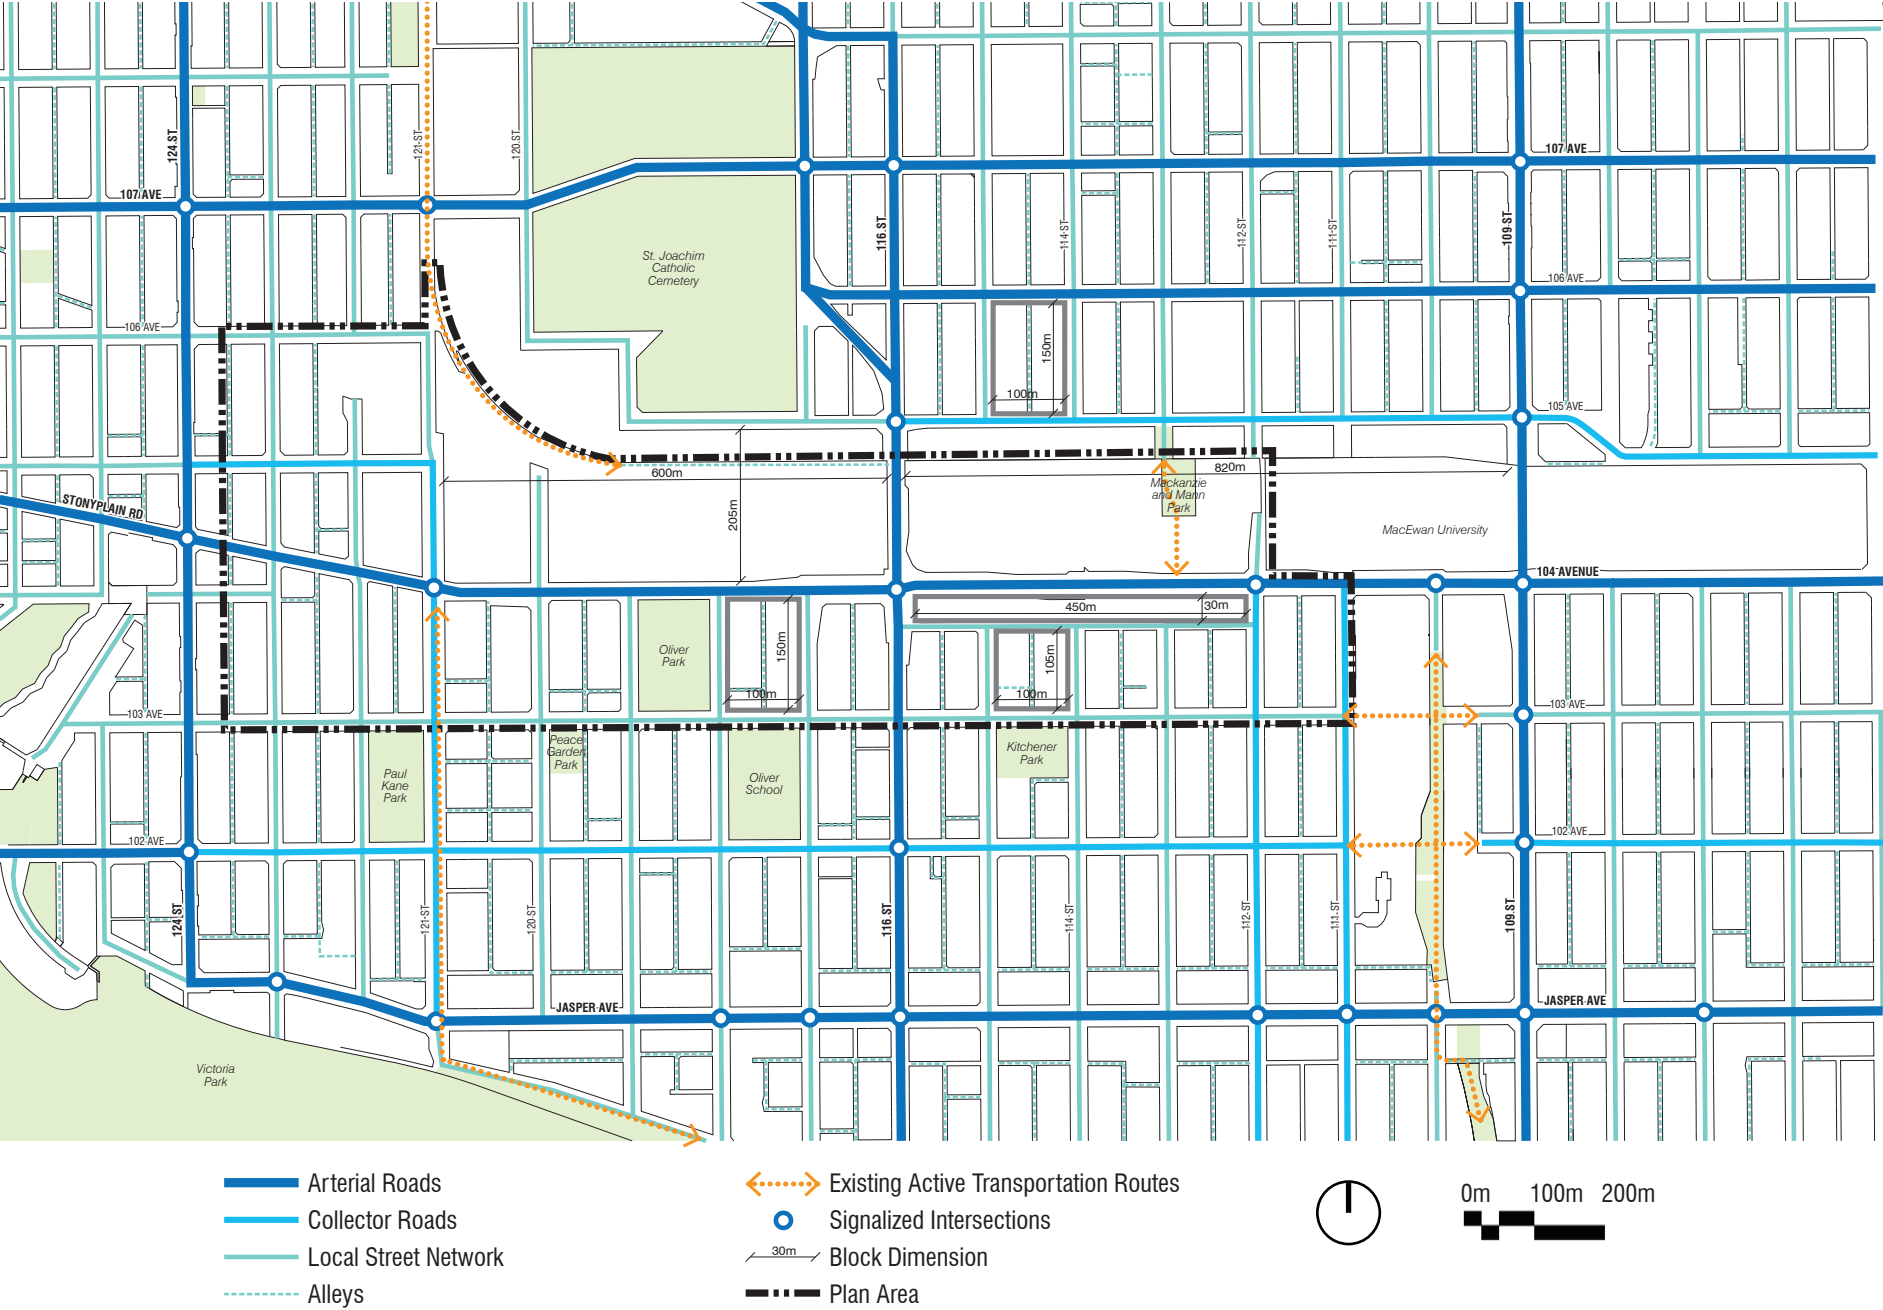 124 ST
121 ST
120 ST
107 AVE
107 AVE
116 ST
114 ST
112 ST
111 ST
109 ST
St. Joachim
Catholic
Cemetery
106 AVE
106 AVE
150m
100m
105 AVE
600m
820m
205m
Mackanzie
and Mann
Park
MacEwan University
STONYPLAIN RD
104 AVENUE
450m
30m
Oliver
Park
150m
100m
105m
100m
103 AVE
103 AVE
Peace
Garden
Park
Paul
Kane
Park
Oliver
School
Kitchener
Park
102 AVE
102 AVE
124 ST
121 ST
120 ST
116 ST
114 ST
112 ST
111 ST
109 ST
JASPER AVE
JASPER AVE
Victoria
Park
Arterial Roads
Collector Roads
Local Street Network
Alleys
Existing Active Transportation Routes
Signalized Intersections
30m
Block Dimension
Plan Area
0m 100m 200m